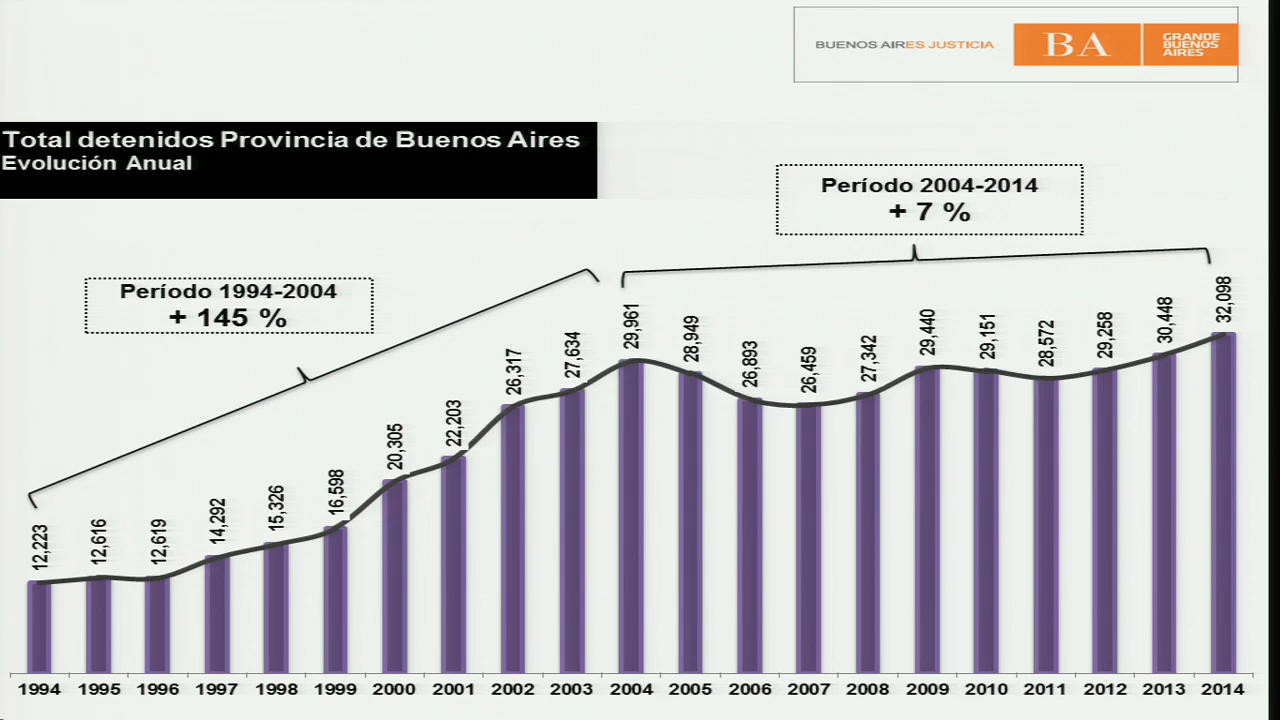 BUENOS AIRES JUSTICIA
BA
GRANDE
BUENOS
AIRES
Total detenidos Provincia de Buenos Aires
Evolución Anual
Período 2004-2014
+ 7 %
Período 1994-2004
+ 145 %
12,223
12,616
12,619
14,292
15,326
16,598
20,305
22,203
26,317
27,634
29,961
28,949
26,893
26,459
27,342
29,440
29,151
28,572
29,258
30,448
32,098
1994 1995 1996 1997 1998 1999 2000 2001 2002 2003 2004 2005 2006 2007 2008 2009 2010 2011 2012 2013 2014